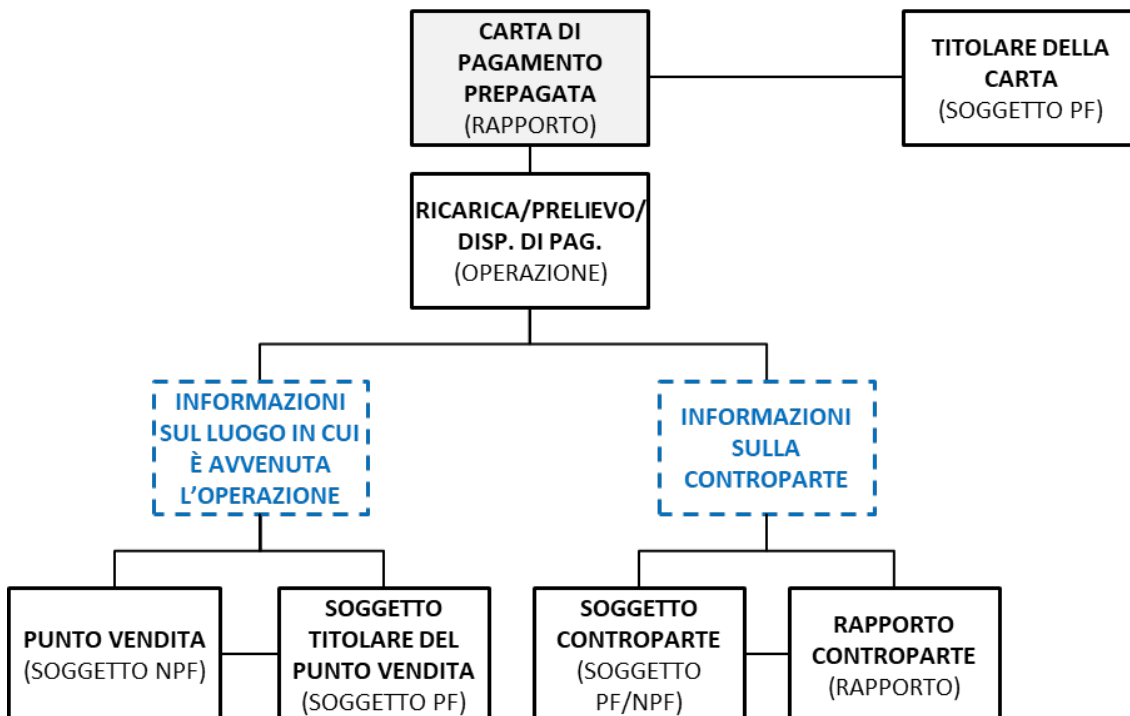 CARTA DI
PAGAMENTO
PREPAGATA
(RAPPORTO)
TITOLARE DELLA
CARTA
(SOGGETTO PF)
RICARICA/PRELIEVO/
DISP. DI PAG.
(OPERAZIONE)
INFORMAZIONI
SUL LUOGO IN CUI
È AVVENUTA
L’OPERAZIONE
INFORMAZIONI
SULLA
CONTROPARTE
PUNTO VENDITA
(SOGGETTO NPF)
SOGGETTO
TITOLARE DEL
PUNTO VENDITA
(SOGGETTO PF)
SOGGETTO
CONTROPARTE
(SOGGETTO
PF/NPF)
RAPPORTO
CONTROPARTE
(RAPPORTO)